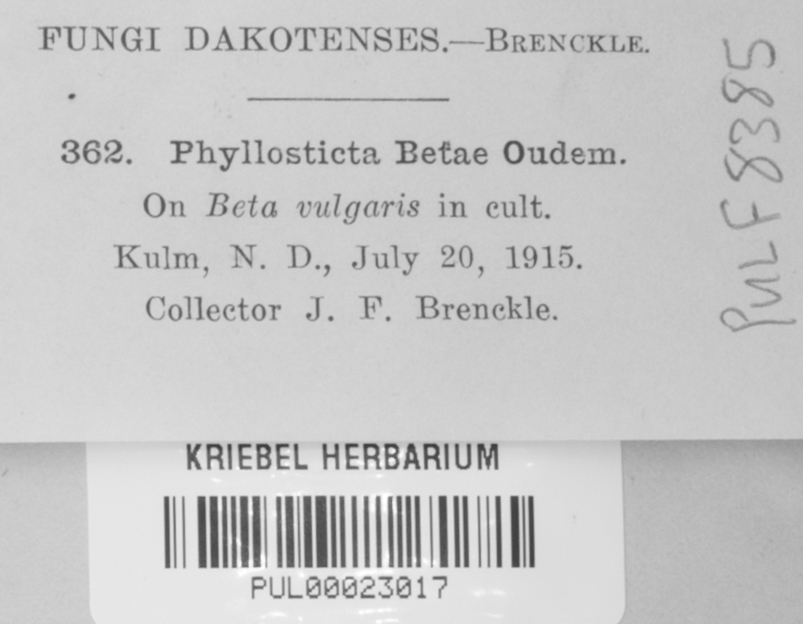 FUNGI DAKOTENSES.—BRENCKLE.
362. Phyllosticta Betae Oudem.
On Beta vulgaris in cult.
Kulm, N. D., July 20, 1915.
Collector J. F. Brenckle.
PULF8385
KRIEBEL HERBARIUM
PUL00023017